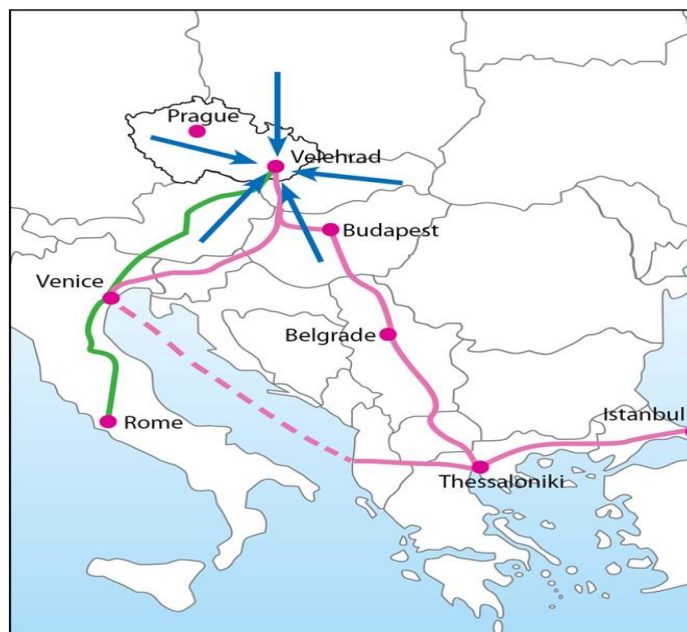 Prague
Velehrad
Budapest
Venice
Belgrade
Istanbul
Rome
Thessaloniki